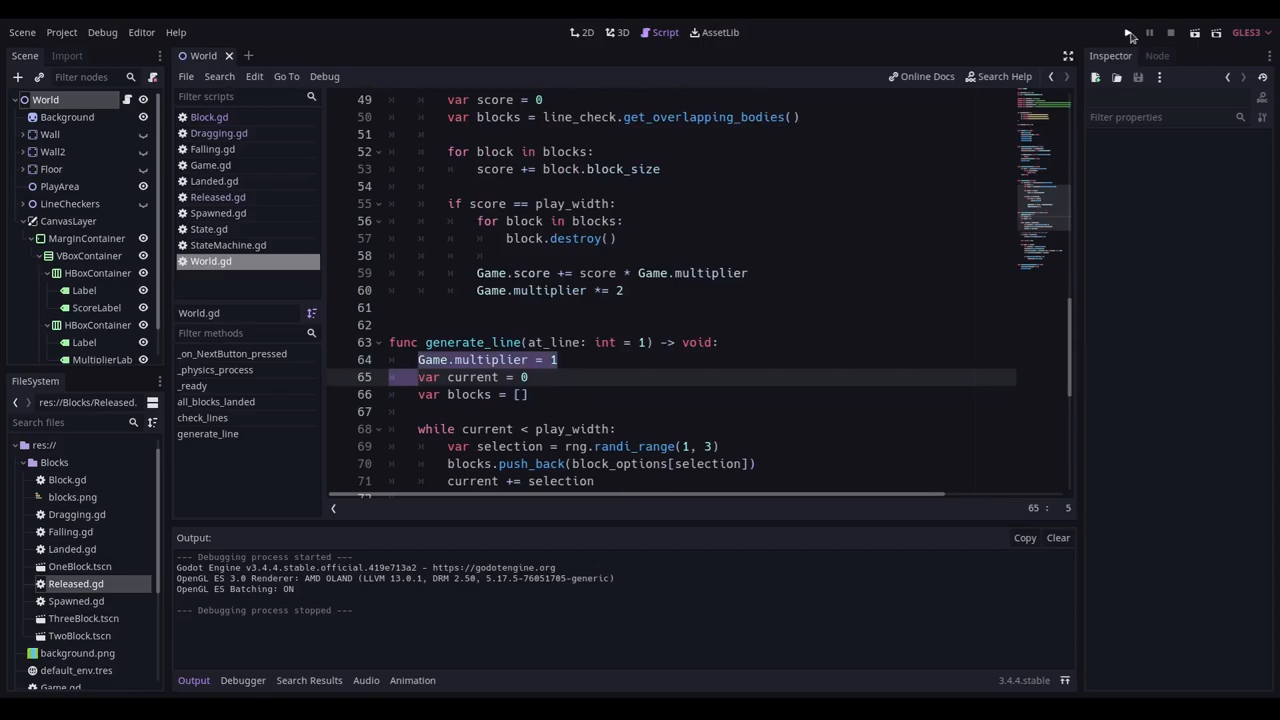 Scene Project Debug Editor Help 2D 3D Script AssetLib GLES3
Scene Import
Filter nodes
World
Background
Wall
Wall2
Floor
PlayArea
LineCheckers
CanvasLayer
MarginContainer
VBoxContainer
HBoxContainer
Label
ScoreLabel
HBoxContainer
Label
MultiplierLab
FileSystem
res://Blocks/Released.
Search files
res://
Blocks
Block.gd
blocks.png
Dragging.gd
Falling.gd
Landed.gd
OneBlock.tscn
Released.gd
Spawned.gd
ThreeBlock.tscn
TwoBlock.tscn
background.png
default_env.tres
Game.gd
World
File Search Edit Go To Debug Online Docs Search Help
Filter scripts
Block.gd
Dragging.gd
Falling.gd
Game.gd
Landed.gd
Released.gd
Spawned.gd
State.gd
StateMachine.gd
World.gd
World.gd
Filter methods
_on_NextButton_pressed
_physics_process
_ready
all_blocks_landed
check_lines
generate_line
49 var score = 0
50 var blocks = line_check.get_overlapping_bodies()
51
52 for block in blocks:
53 score += block.block_size
54
55 if score == play_width:
56 for block in blocks:
57 block.destroy()
58
59 Game.score += score * Game.multiplier
60 Game.multiplier *= 2
61
62
63 func generate_line(at_line: int = 1) -> void:
64 Game.multiplier = 1
65 var current = 0
66 var blocks = []
67
68 while current < play_width:
69 var selection = rng.randi_range(1, 3)
70 blocks.push_back(block_options[selection])
71 current += selection
72
65 : 5
Output: Copy Clear
--- Debugging process started ---
Godot Engine v3.4.4.stable.official.419e713a2 - https://godotengine.org
OpenGL ES 3.0 Renderer: AMD OLAND (LLVM 13.0.1, DRM 2.50, 5.17.5-76051705-generic)
OpenGL ES Batching: ON
--- Debugging process stopped ---
Output Debugger Search Results Audio Animation 3.4.4.stable
Inspector Node
Filter properties